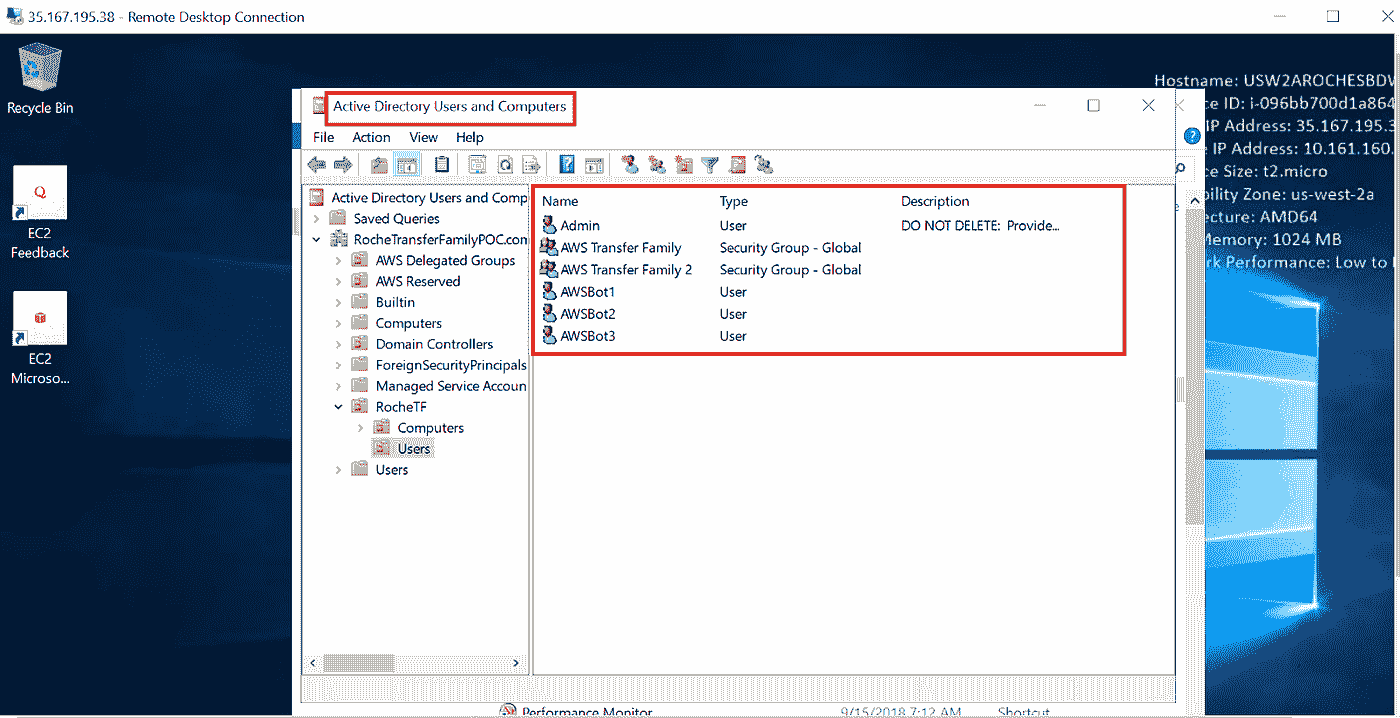 35.167.195.38 - Remote Desktop Connection
Recycle Bin
EC2
Feedback
EC2
Microso...
Hostname: USW2AROCHESBDW
ce ID: i-096bb700d1a864
IP Address: 35.167.195.3
e IP Address: 10.161.160.
ce Size: t2.micro
bility Zone: us-west-2a
ecture: AMD64
Memory: 1024 MB
rk Performance: Low to
Active Directory Users and Computers
File Action View Help
Active Directory Users and Comp
Saved Queries
RocheTransferFamilyPOC.com
AWS Delegated Groups
AWS Reserved
Builtin
Computers
Domain Controllers
ForeignSecurityPrincipals
Managed Service Accoun
RocheTF
Computers
Users
Users
Name Type Description
Admin User DO NOT DELETE: Provide...
AWS Transfer Family Security Group - Global
AWS Transfer Family 2 Security Group - Global
AWSBot1 User
AWSBot2 User
AWSBot3 User
Performance Monitor 9/15/2018 7:12 AM Shortcut